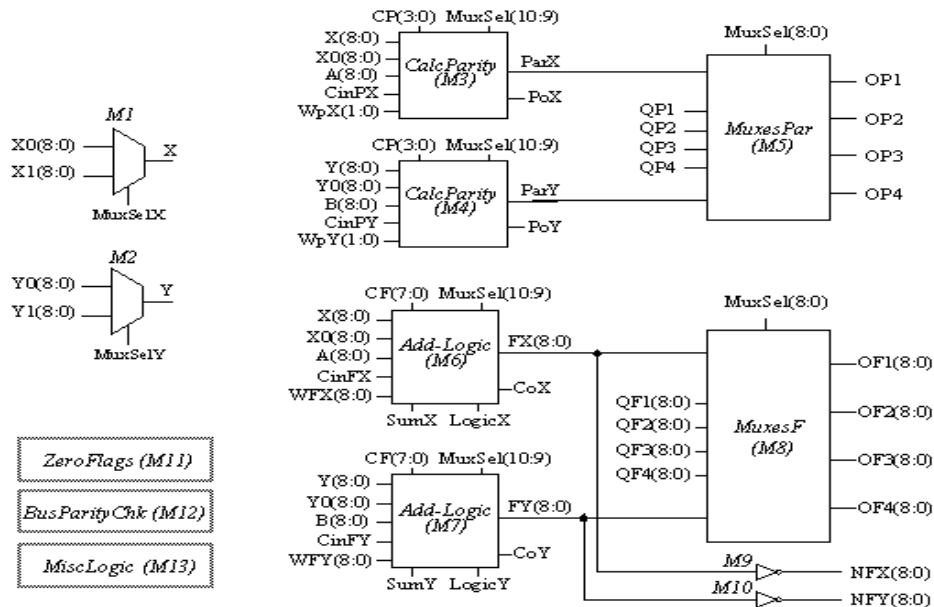 M1
X0(8:0)
X1(8:0)
X
MuxSelX
M2
Y0(8:0)
Y1(8:0)
Y
MuxSelY
ZeroFlags (M11)
BusParityChk (M12)
MiscLogic (M13)
CP(3:0) MuxSel(10:9)
X(8:0)
X0(8:0)
A(8:0)
CinPX
WpX(1:0)
CalcParity
(M3)
ParX
PoX
CP(3:0) MuxSel(10:9)
Y(8:0)
Y0(8:0)
B(8:0)
CinPY
WpY(1:0)
CalcParity
(M4)
ParY
PoY
MuxSel(8:0)
QP1
QP2
QP3
QP4
MuxesPar
(M5)
OP1
OP2
OP3
OP4
CF(7:0) MuxSel(10:9)
X(8:0)
X0(8:0)
A(8:0)
CinFX
WFX(8:0)
Add-Logic
(M6)
FX(8:0)
CoX
SumX LogicX
CF(7:0) MuxSel(10:9)
Y(8:0)
Y0(8:0)
B(8:0)
CinFY
WFY(8:0)
Add-Logic
(M7)
FY(8:0)
CoY
SumY LogicY
MuxSel(8:0)
QF1(8:0)
QF2(8:0)
QF3(8:0)
QF4(8:0)
MuxesF
(M8)
OF1(8:0)
OF2(8:0)
OF3(8:0)
OF4(8:0)
M9
NFX(8:0)
M10
NFY(8:0)